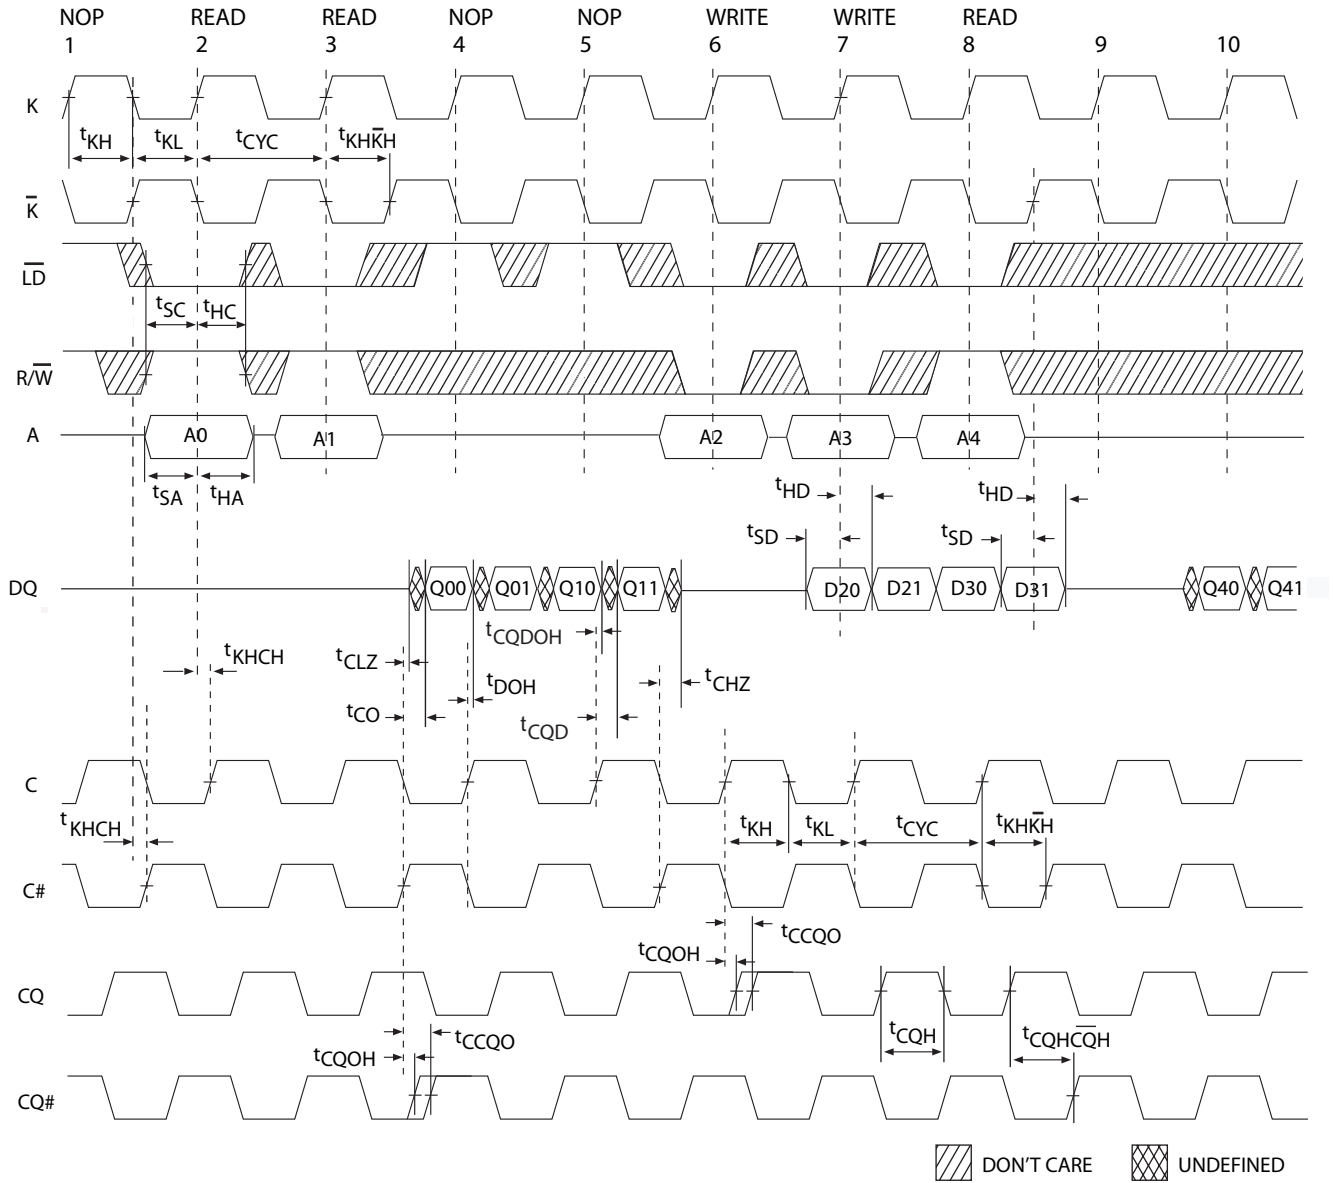 NOP READ READ NOP NOP WRITE WRITE READ
1 2 3 4 5 6 7 8 9 10
K
tKH tKL tCYC tKHK̅H
K̅
L̅D̅
tSC tHC
R/W̅
A A0 A1 A2 A3 A4
tSA tHA tHD tHD
tSD tSD
DQ Q00 Q01 Q10 Q11 D20 D21 D30 D31 Q40 Q41
tCQDOH
tKHCH tCLZ tDOH tCHZ
tCO tCQD
C
tKHCH tKH tKL tCYC tKHK̅H
C#
tCCQO
tCQOH
CQ
tCCQO tCQH tCQHC̅Q̅H
tCQOH
CQ#
DON'T CARE UNDEFINED